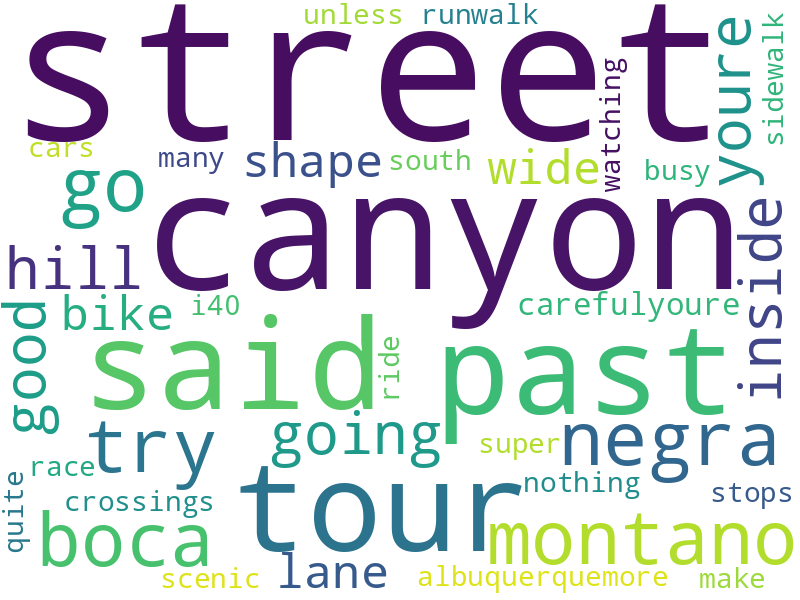 unless runwalk
street
sidewalk
youre
watching
cars many shape south wide busy
go
canyon
hill
inside
bike i40 carefulyoure
good
said past
ride
try going negra
race super
quite crossings tour nothing stops
boca montano
scenic lane albuquerquemore make